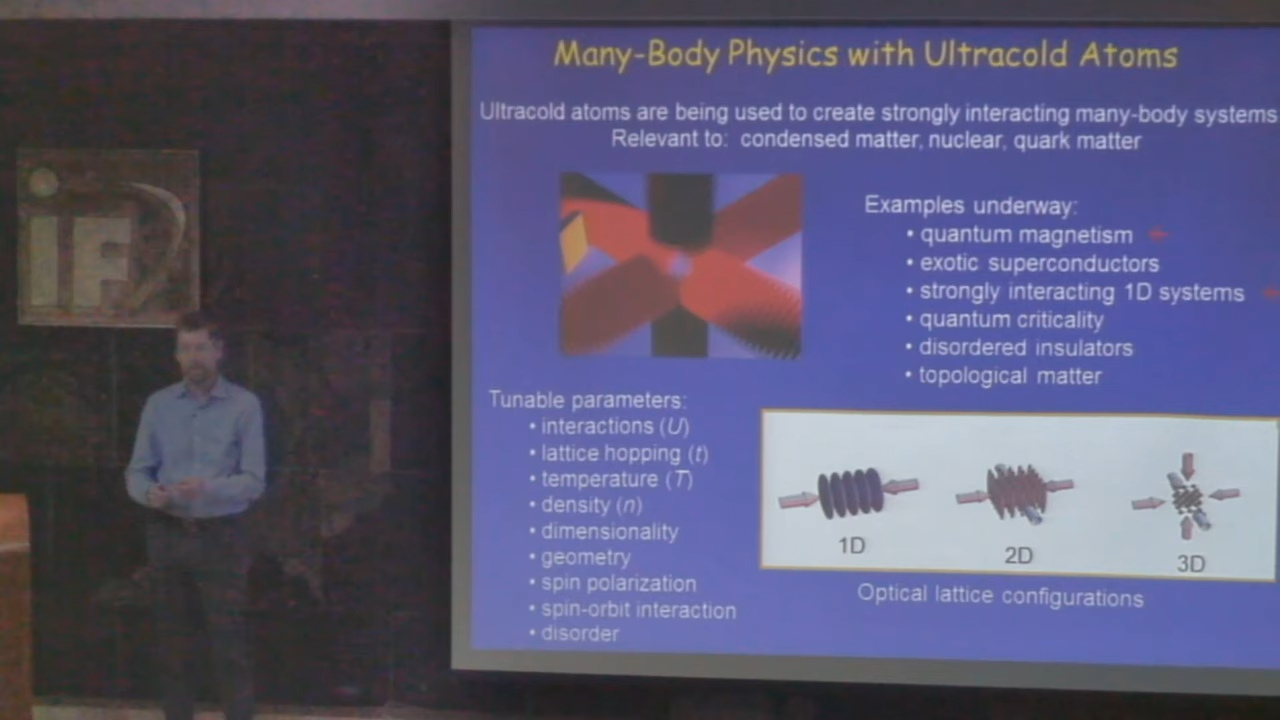 iF
Many-Body Physics with Ultracold Atoms
Ultracold atoms are being used to create strongly interacting many-body systems
Relevant to: condensed matter, nuclear, quark matter
Examples underway:
• quantum magnetism
• exotic superconductors
• strongly interacting 1D systems
• quantum criticality
• disordered insulators
• topological matter
Tunable parameters:
• interactions (U)
• lattice hopping (t)
• temperature (T)
• density (n)
• dimensionality
• geometry
• spin polarization
• spin-orbit interaction
• disorder
1D
2D
3D
Optical lattice configurations